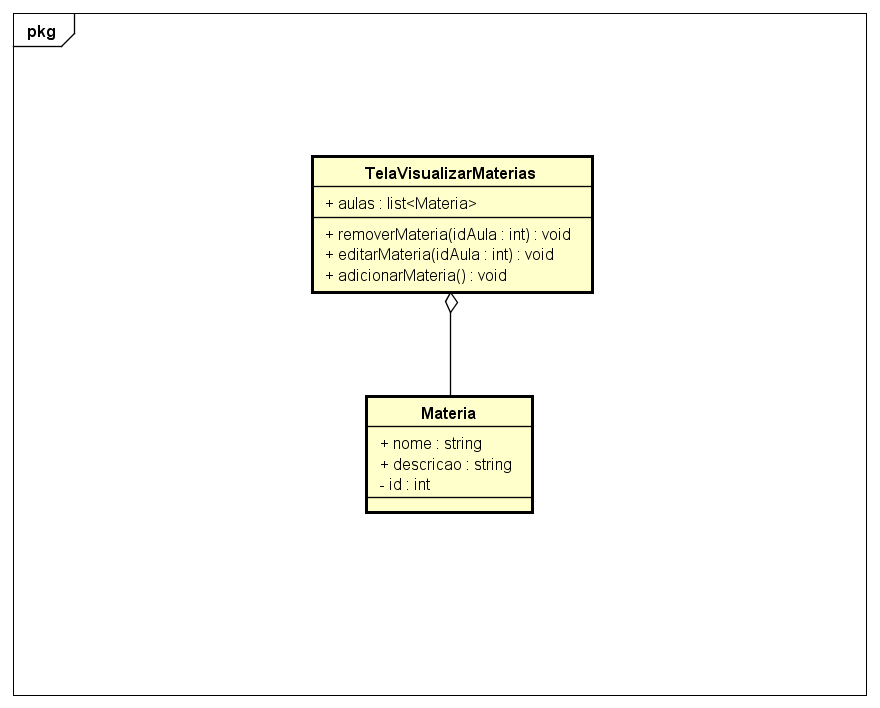 pkg
TelaVisualizarMaterias
+ aulas : list<Materia>
+ removerMateria(idAula : int) : void
+ editarMateria(idAula : int) : void
+ adicionarMateria() : void
Materia
+ nome : string
+ descricao : string
- id : int